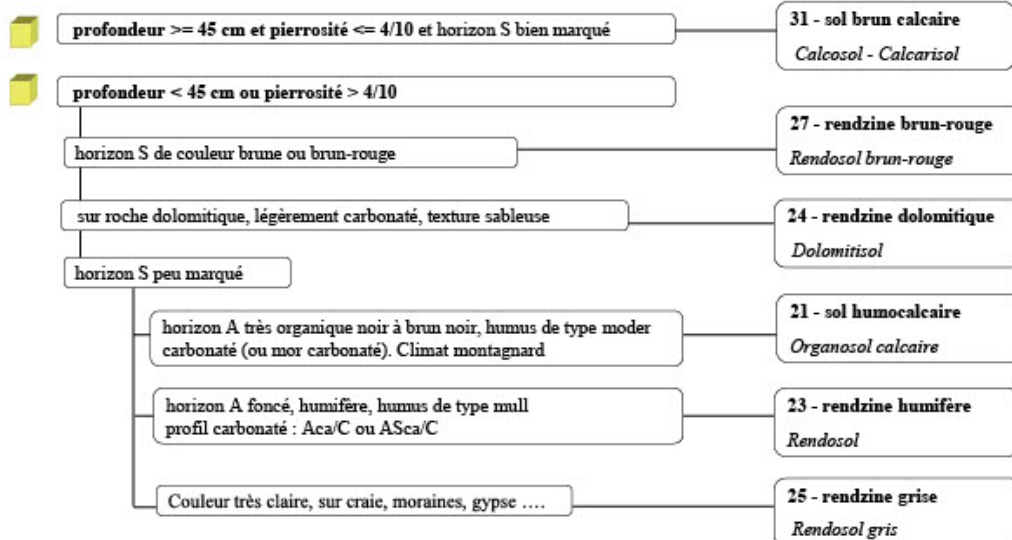 profondeur >= 45 cm et pierrosité <= 4/10 et horizon S bien marqué
31 - sol brun calcaire
Calcosol - Calcarisol
profondeur < 45 cm ou pierrosité > 4/10
horizon S de couleur brune ou brun-rouge
27 - rendzine brun-rouge
Rendosol brun-rouge
sur roche dolomitique, légèrement carbonaté, texture sableuse
24 - rendzine dolomitique
Dolomitisol
horizon S peu marqué
horizon A très organique noir à brun noir, humus de type moder
carbonaté (ou mor carbonaté). Climat montagnard
21 - sol humocalcaire
Organosol calcaire
horizon A foncé, humifère, humus de type mull
profil carbonaté : Aca/C ou ASca/C
23 - rendzine humifère
Rendosol
Couleur très claire, sur craie, moraines, gypse ….
25 - rendzine grise
Rendosol gris